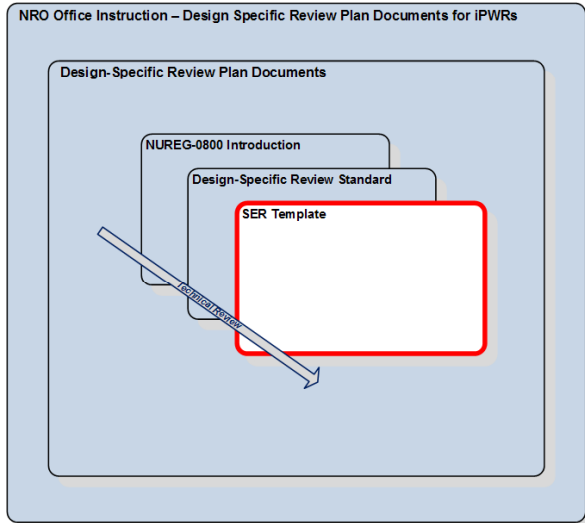 NRO Office Instruction – Design Specific Review Plan Documents for iPWRs
Design-Specific Review Plan Documents
NUREG-0800 Introduction
Design-Specific Review Standard
SER Template
Technical Review